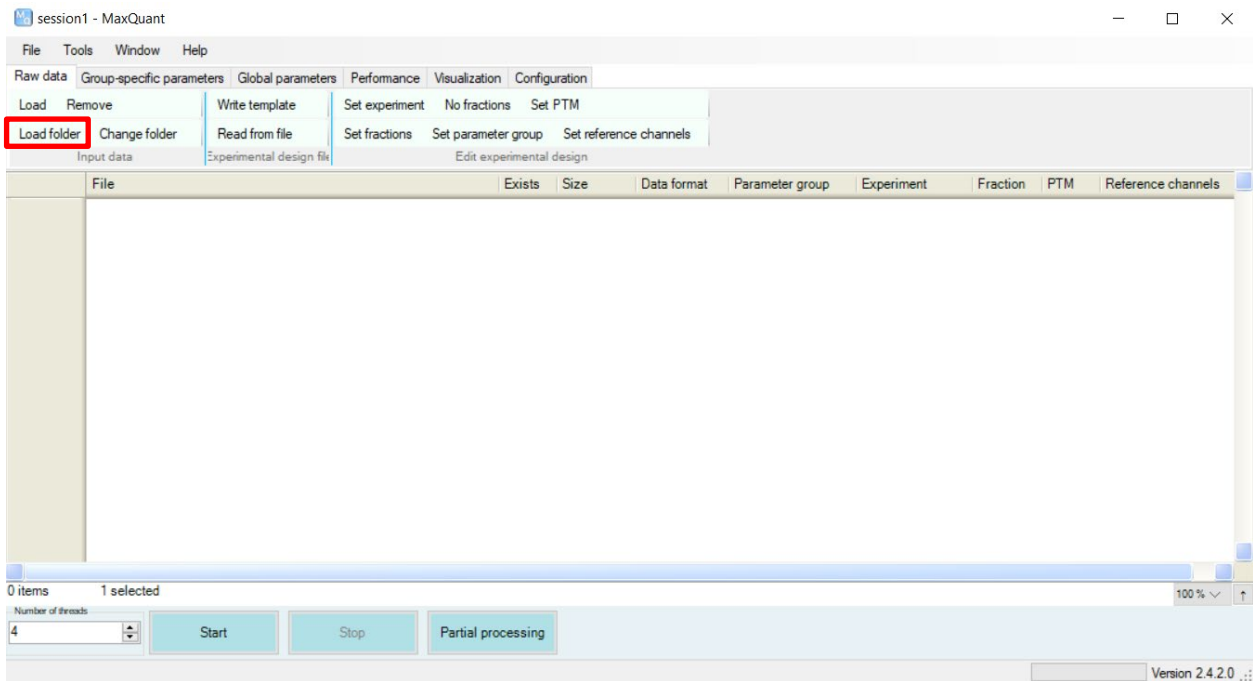 session1 - MaxQuant
File Tools Window Help
Raw data Group-specific parameters Global parameters Performance Visualization Configuration
Load Remove Write template Set experiment No fractions Set PTM
Load folder Change folder Read from file Set fractions Set parameter group Set reference channels
Input data Experimental design file Edit experimental design
File Exists Size Data format Parameter group Experiment Fraction PTM Reference channels
0 items 1 selected 100 %
Number of threads
4 Start Stop Partial processing
Version 2.4.2.0